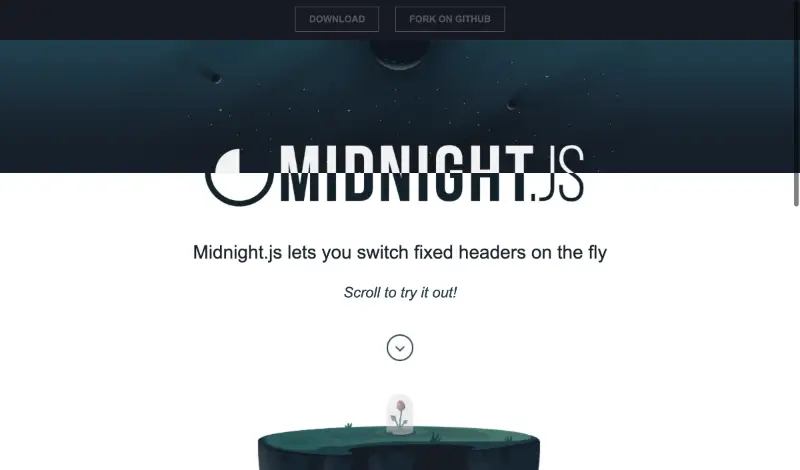 DOWNLOAD
FORK ON GITHUB
MIDNIGHT.JS
Midnight.js lets you switch fixed headers on the fly
Scroll to try it out!